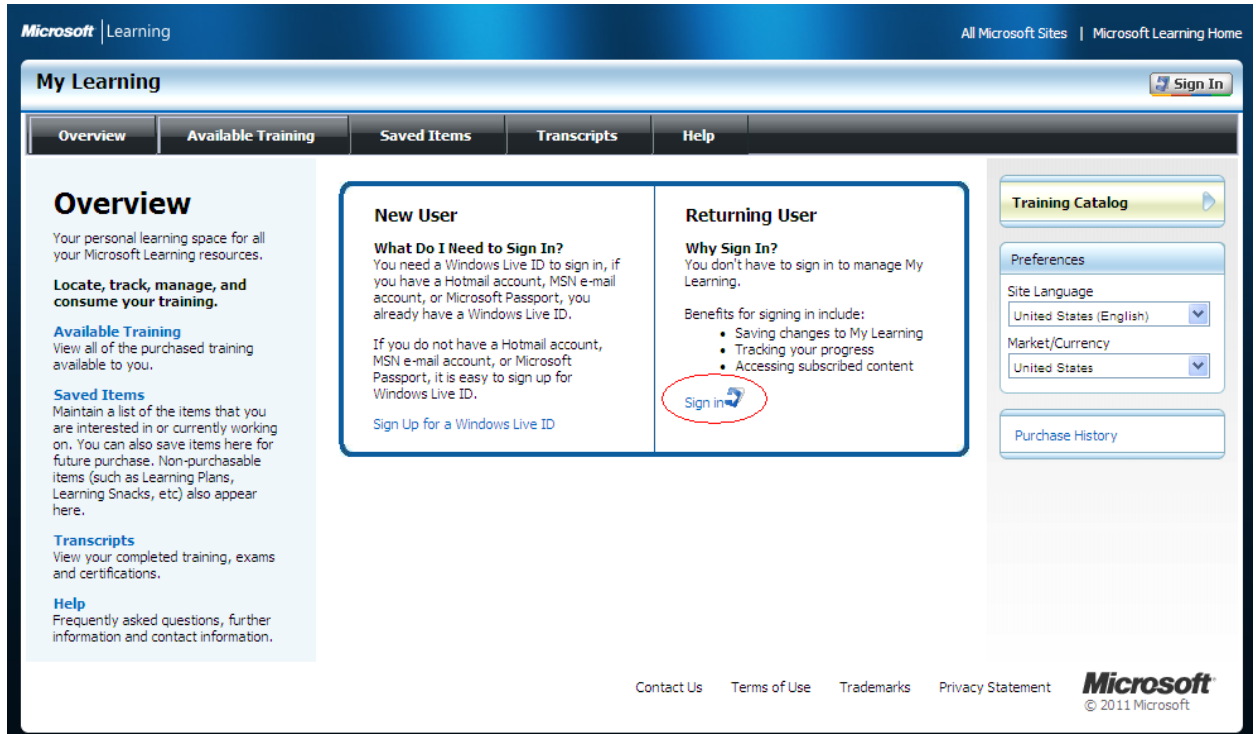 Microsoft | Learning
All Microsoft Sites | Microsoft Learning Home
My Learning
Sign In
Overview
Available Training
Saved Items
Transcripts
Help
Overview
Your personal learning space for all
your Microsoft Learning resources.
Locate, track, manage, and
consume your training.
Available Training
View all of the purchased training
available to you.
Saved Items
Maintain a list of the items that you
are interested in or currently working
on. You can also save items here for
future purchase. Non-purchasable
items (such as Learning Plans,
Learning Snacks, etc) also appear
here.
Transcripts
View your completed training, exams
and certifications.
Help
Frequently asked questions, further
information and contact information.
New User
What Do I Need to Sign In?
You need a Windows Live ID to sign in, if
you have a Hotmail account, MSN e-mail
account, or Microsoft Passport, you
already have a Windows Live ID.
If you do not have a Hotmail account,
MSN e-mail account, or Microsoft
Passport, it is easy to sign up for
Windows Live ID.
Sign Up for a Windows Live ID
Returning User
Why Sign In?
You don't have to sign in to manage My
Learning.
Benefits for signing in include:
• Saving changes to My Learning
• Tracking your progress
• Accessing subscribed content
Sign in
Training Catalog
Preferences
Site Language
United States (English)
Market/Currency
United States
Purchase History
Contact Us
Terms of Use
Trademarks
Privacy Statement
Microsoft
© 2011 Microsoft